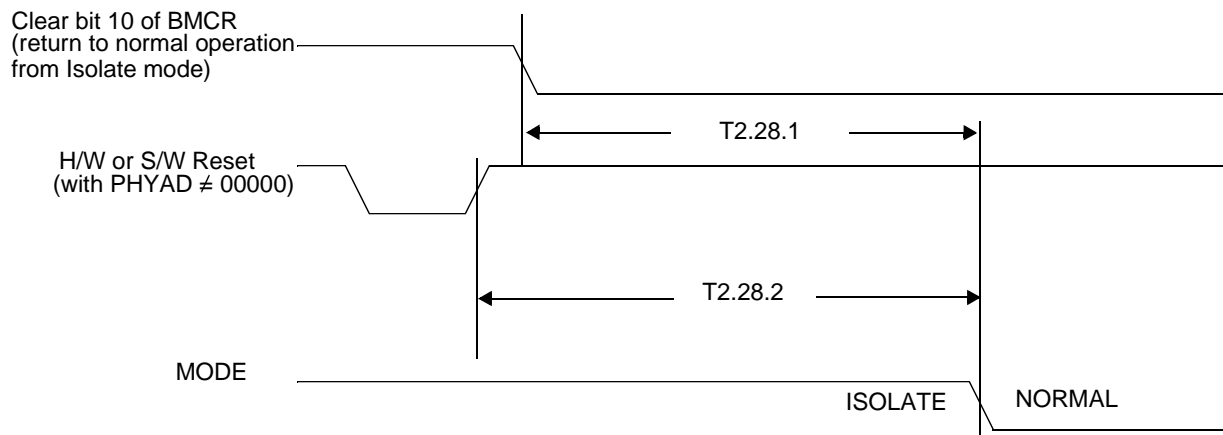 Clear bit 10 of BMCR
(return to normal operation
from Isolate mode)
T2.28.1
H/W or S/W Reset
(with PHYAD ≠ 00000)
T2.28.2
MODE
ISOLATE
NORMAL